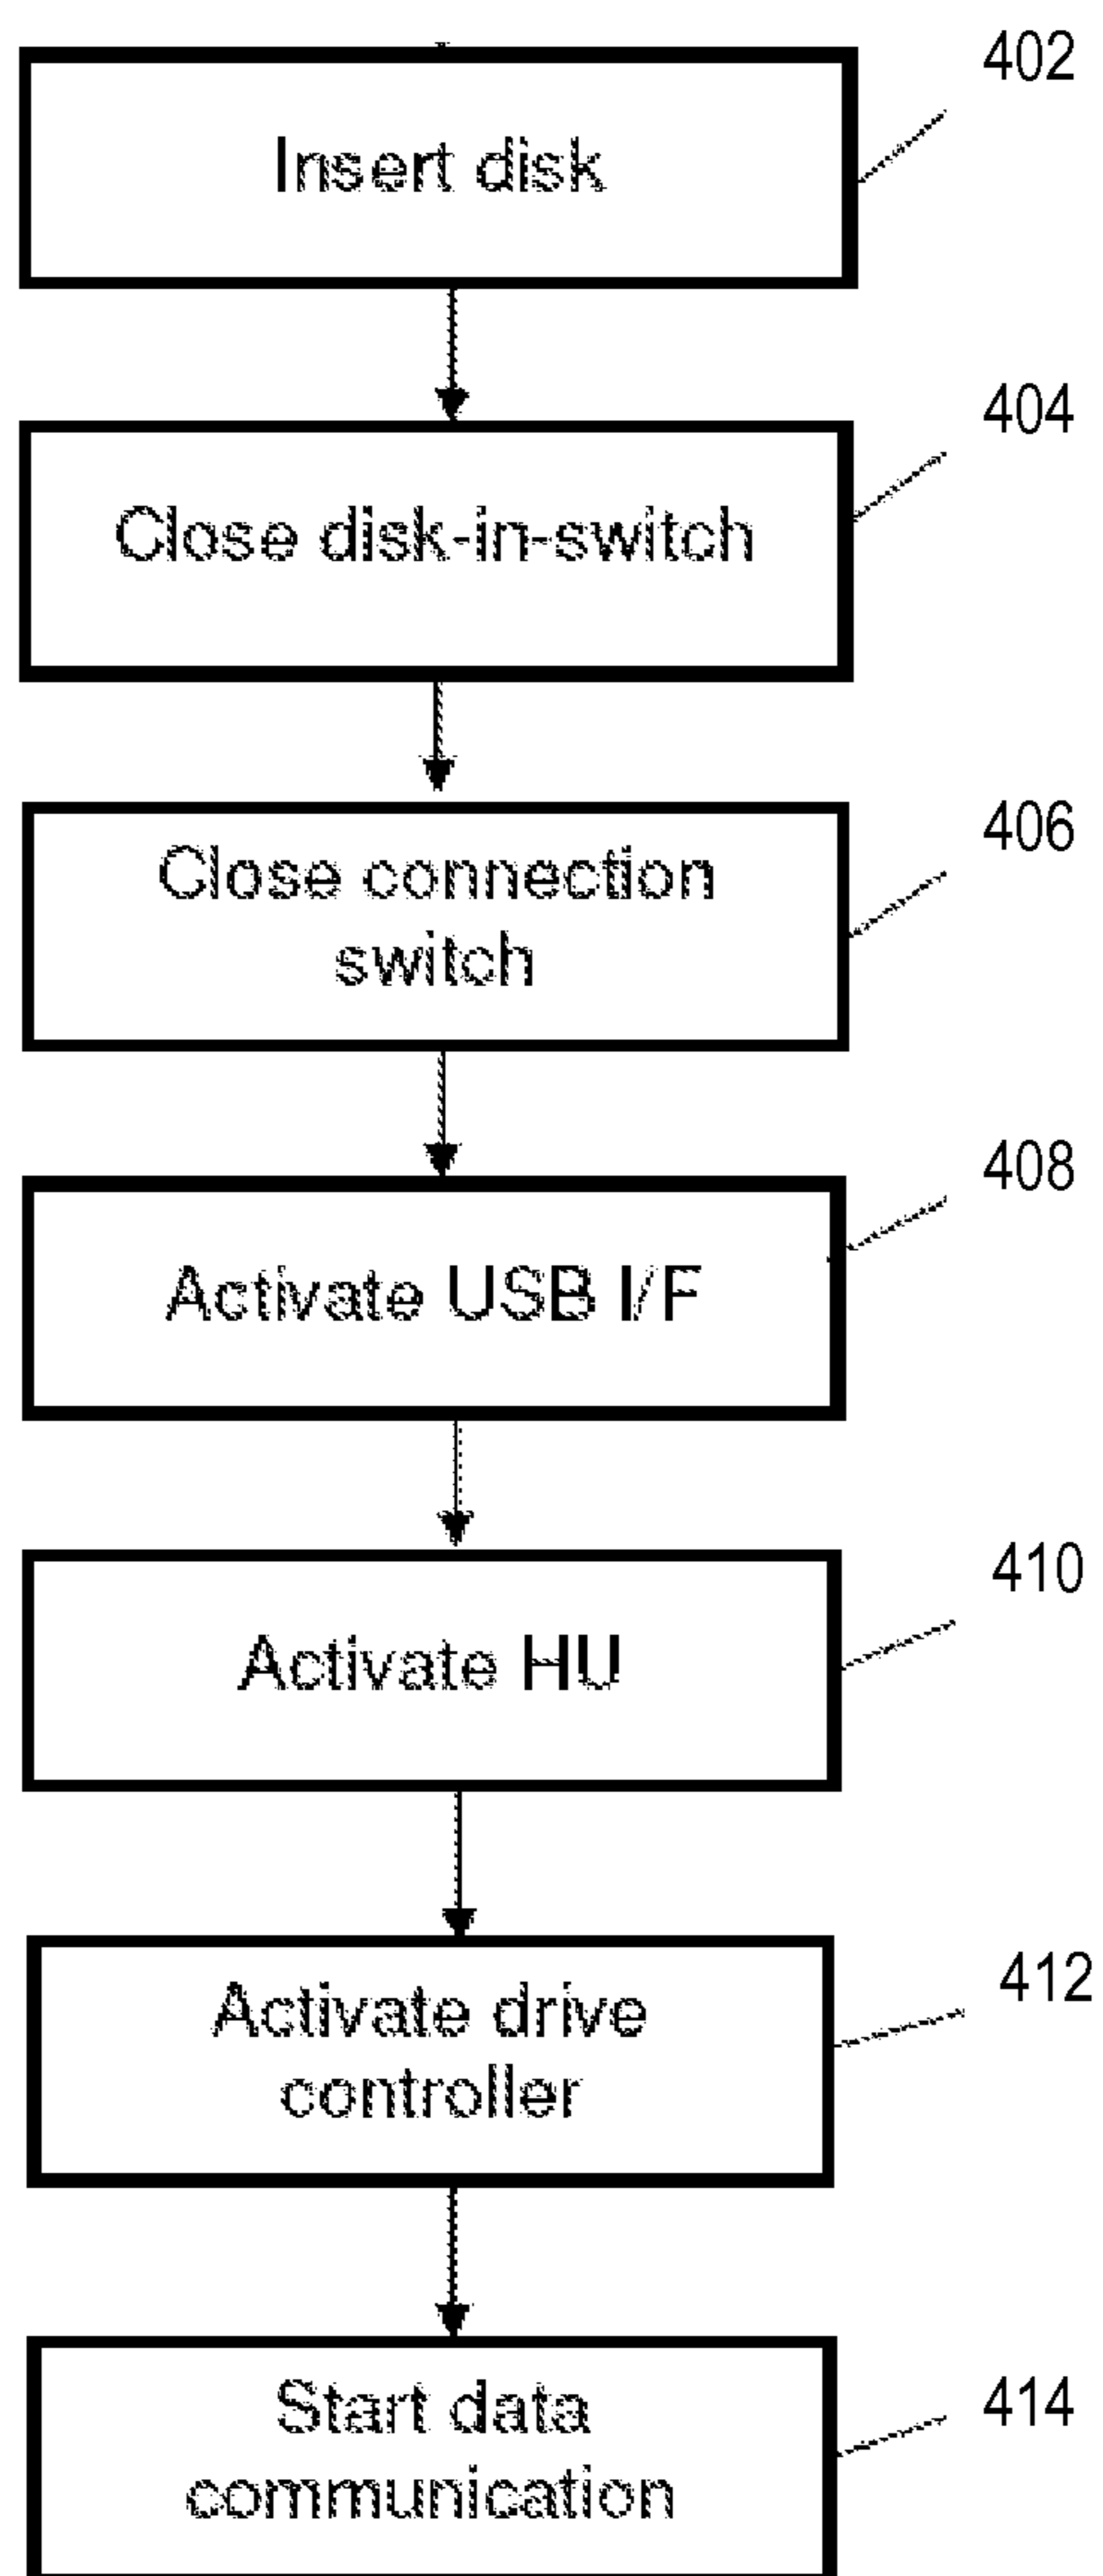 402
Insert disk
404
Close disk-in-switch
406
Close connection
switch
408
Activate USB I/F
410
Activate HU
412
Activate drive
controller
414
Start data
communication